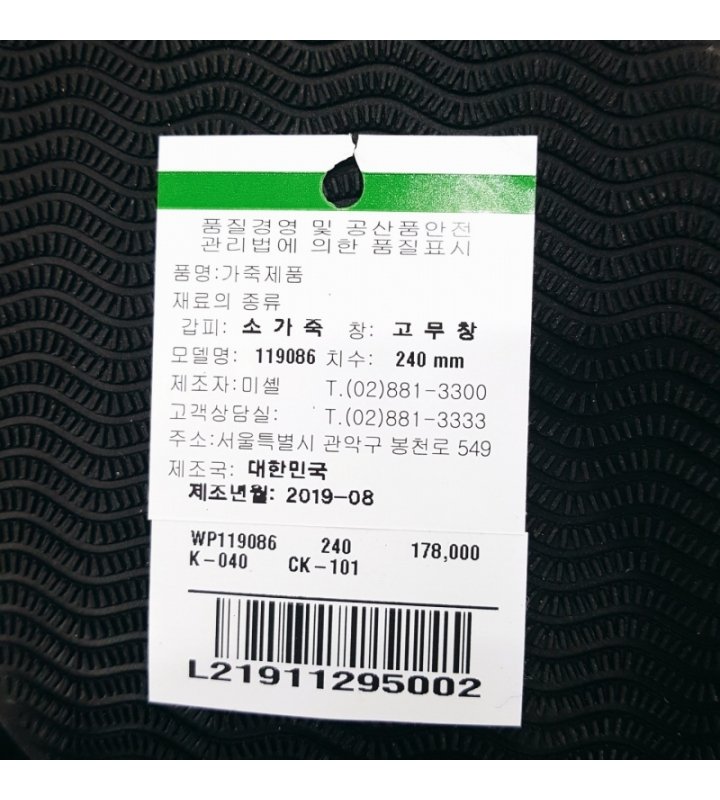 품질경영 및 공산품안전
관리법에 의한 품질표시
품명:가죽제품
재료의 종류
갑피: 소가죽 창: 고무창
모델명: 119086 치수: 240 mm
제조자:미셸 T.(02)881-3300
고객상담실: T.(02)881-3333
주소:서울특별시 관악구 봉천로 549
제조국: 대한민국
제조년월: 2019-08
WP119086 240 178,000
K-040 CK-101
L21911295002